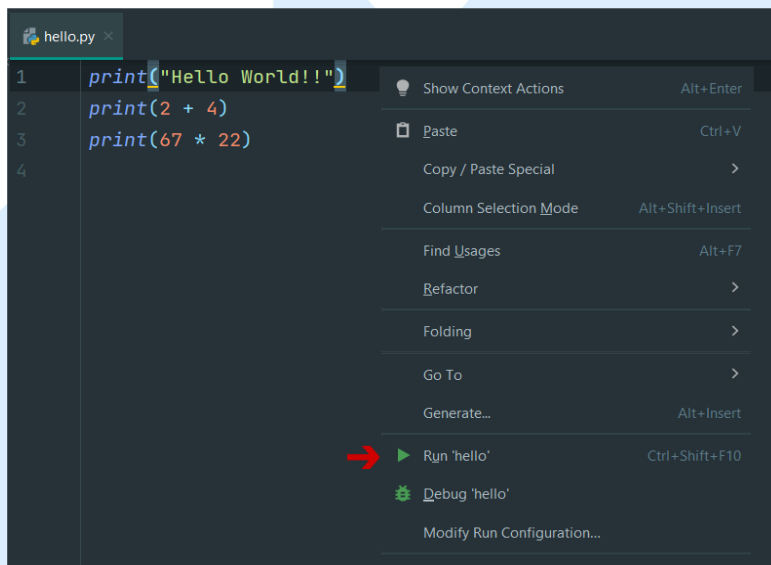 hello.py
1 print("Hello World!!")
2 print(2 + 4)
3 print(67 * 22)
4
Show Context Actions Alt+Enter
Paste Ctrl+V
Copy / Paste Special
Column Selection Mode Alt+Shift+Insert
Find Usages Alt+F7
Refactor
Folding
Go To
Generate... Alt+Insert
Run 'hello' Ctrl+Shift+F10
Debug 'hello'
Modify Run Configuration...